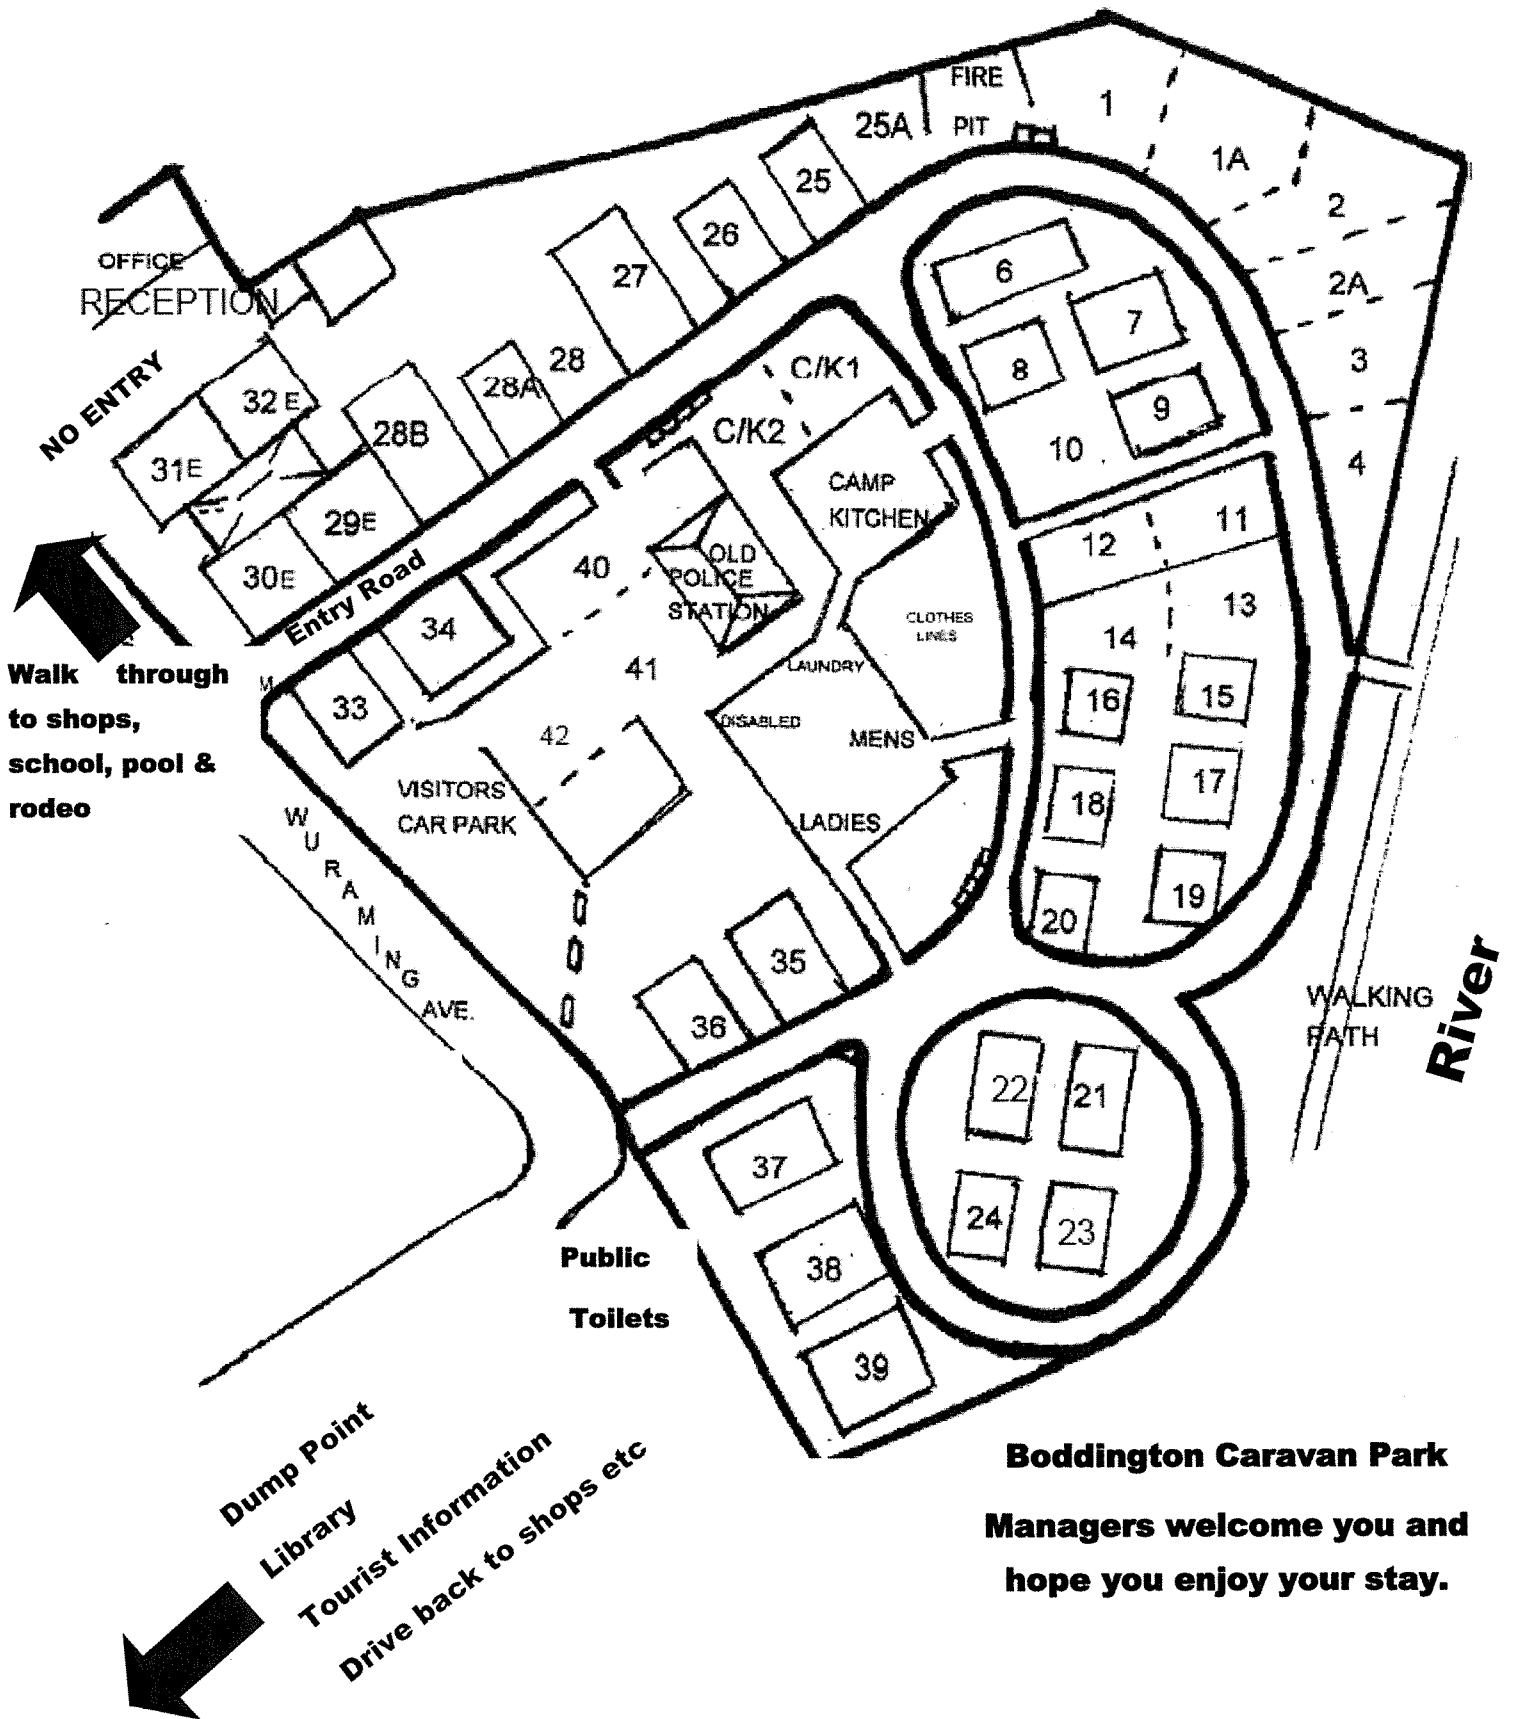 FIRE
PIT
1
25A
1A
25
2
26
OFFICE
RECEPTION
27
6
2A
7
NO ENTRY
28
C/K1
8
3
28A
32 E
9
28B
C/K2
31E
10
4
CAMP
KITCHEN
29E
11
12
OLD
POLICE
STATION
40
30E
Entry Road
13
CLOTHES
LINES
34
14
41
LAUNDRY
Walk through
to shops,
school, pool &
rodeo
M
33
16
15
DISABLED
42
MENS
VISITORS
CAR PARK
17
18
LADIES
WURAMING AVE.
19
20
35
36
WALKING
PATH
River
22
21
37
24
23
Public
Toilets
38
39
Dump Point
Library
Tourist Information
Drive back to shops etc
Boddington Caravan Park
Managers welcome you and
hope you enjoy your stay.